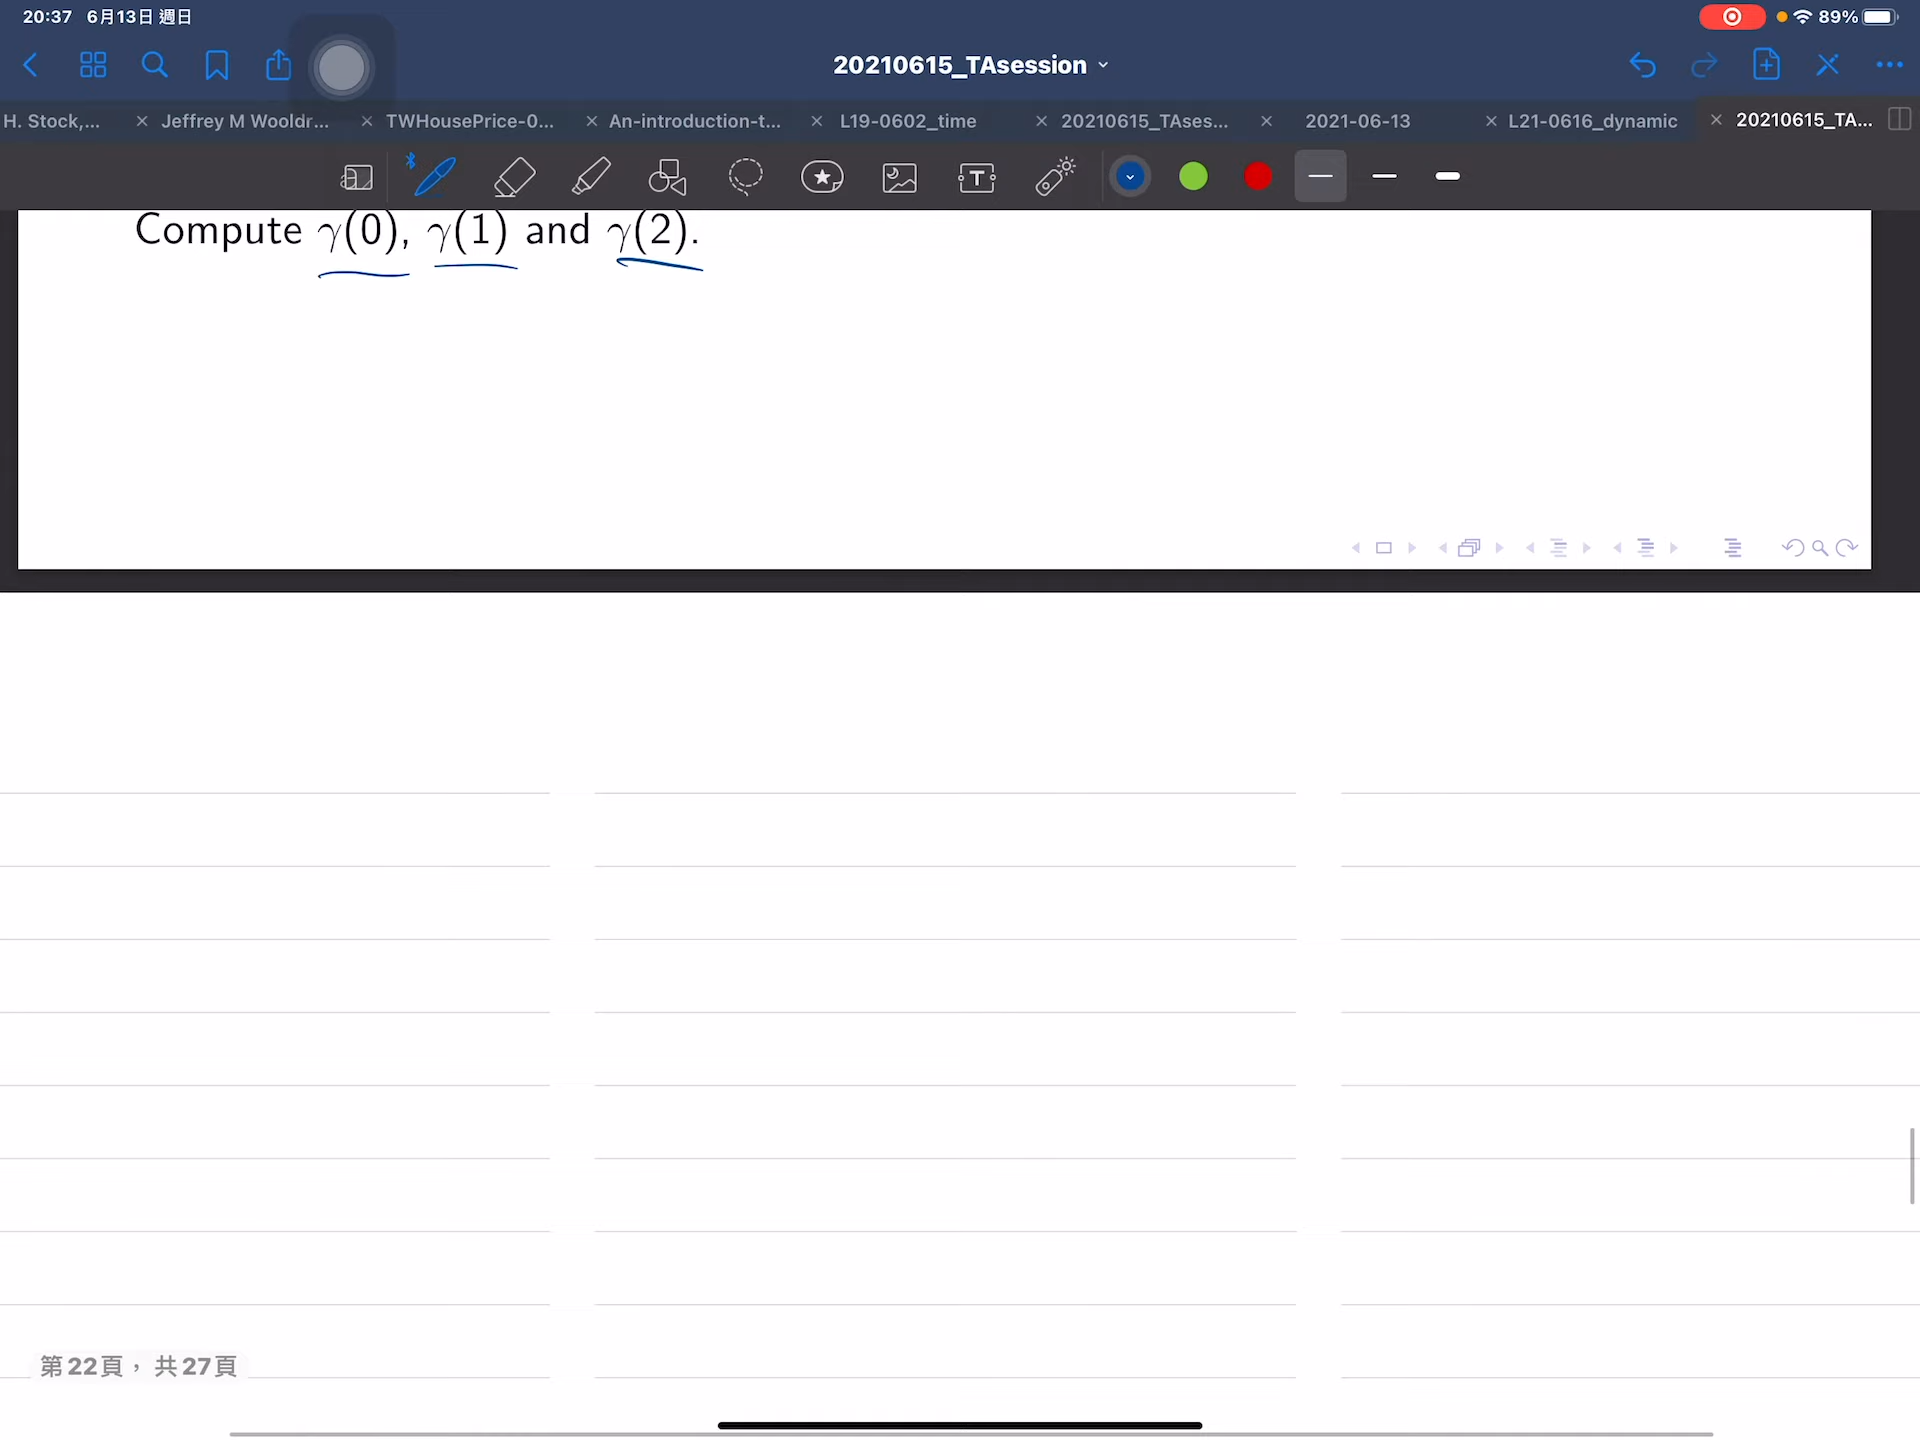 20:37 6月13日 週日
89%
20210615_TAsession
H. Stock,...
Jeffrey M Wooldr...
TWHousePrice-0...
An-introduction-t...
L19-0602_time
20210615_TAses...
2021-06-13
L21-0616_dynamic
20210615_TA...
Compute γ(0), γ(1) and γ(2).
第22頁，共27頁